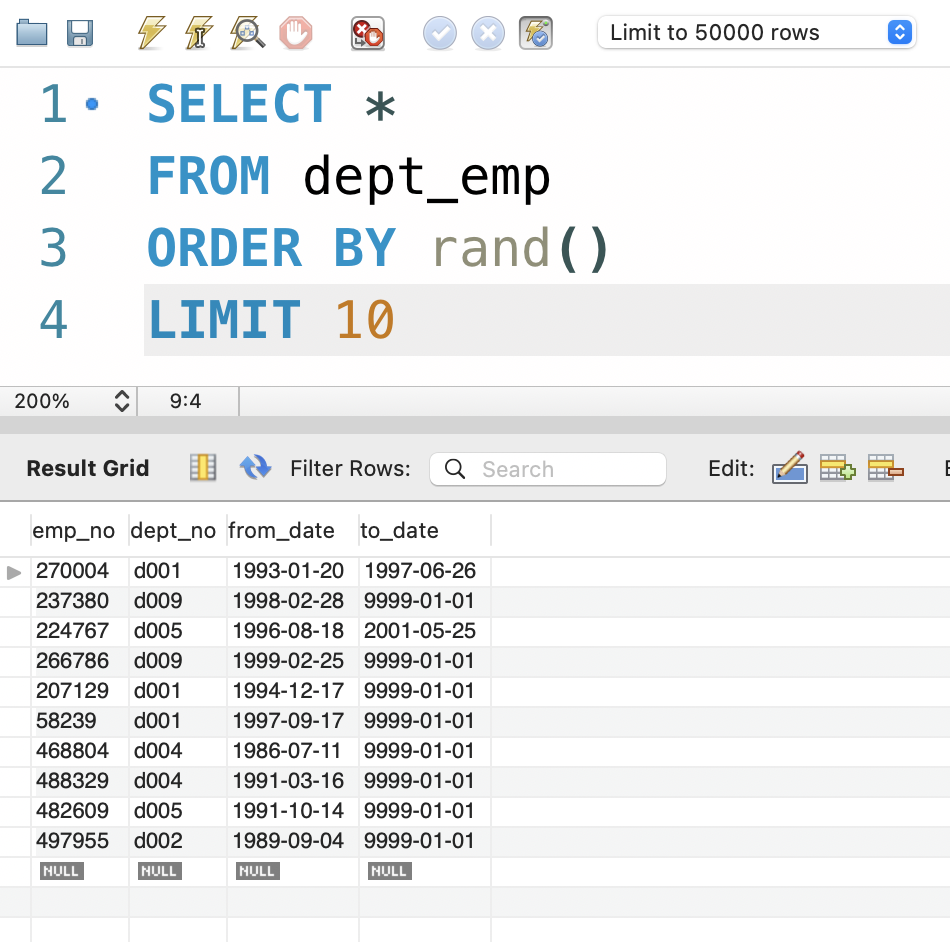 Limit to 50000 rows
1 SELECT *
2 FROM dept_emp
3 ORDER BY rand()
4 LIMIT 10
200% 9:4
Result Grid Filter Rows: Search Edit:
emp_no dept_no from_date to_date
270004 d001 1993-01-20 1997-06-26
237380 d009 1998-02-28 9999-01-01
224767 d005 1996-08-18 2001-05-25
266786 d009 1999-02-25 9999-01-01
207129 d001 1994-12-17 9999-01-01
58239 d001 1997-09-17 9999-01-01
468804 d004 1986-07-11 9999-01-01
488329 d004 1991-03-16 9999-01-01
482609 d005 1991-10-14 9999-01-01
497955 d002 1989-09-04 9999-01-01
NULL NULL NULL NULL